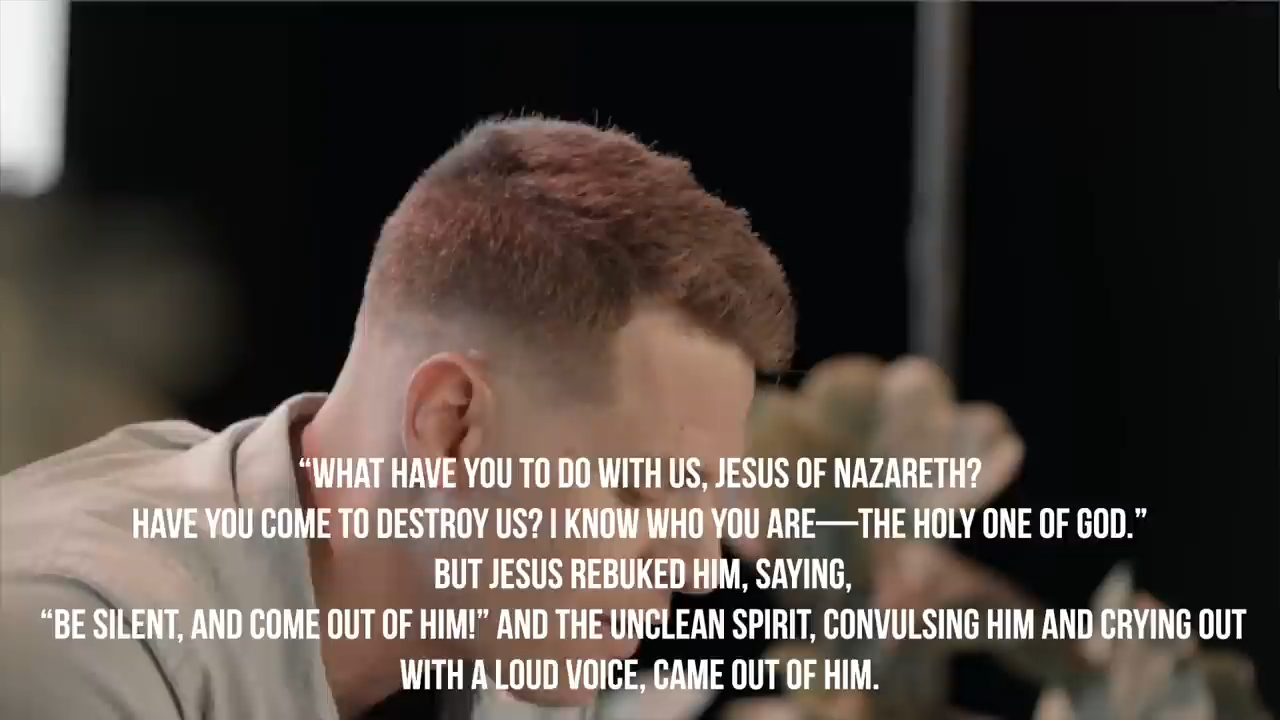 “WHAT HAVE YOU TO DO WITH US, JESUS OF NAZARETH?
HAVE YOU COME TO DESTROY US? I KNOW WHO YOU ARE—THE HOLY ONE OF GOD.”
BUT JESUS REBUKED HIM, SAYING,
“BE SILENT, AND COME OUT OF HIM!” AND THE UNCLEAN SPIRIT, CONVULSING HIM AND CRYING OUT
WITH A LOUD VOICE, CAME OUT OF HIM.